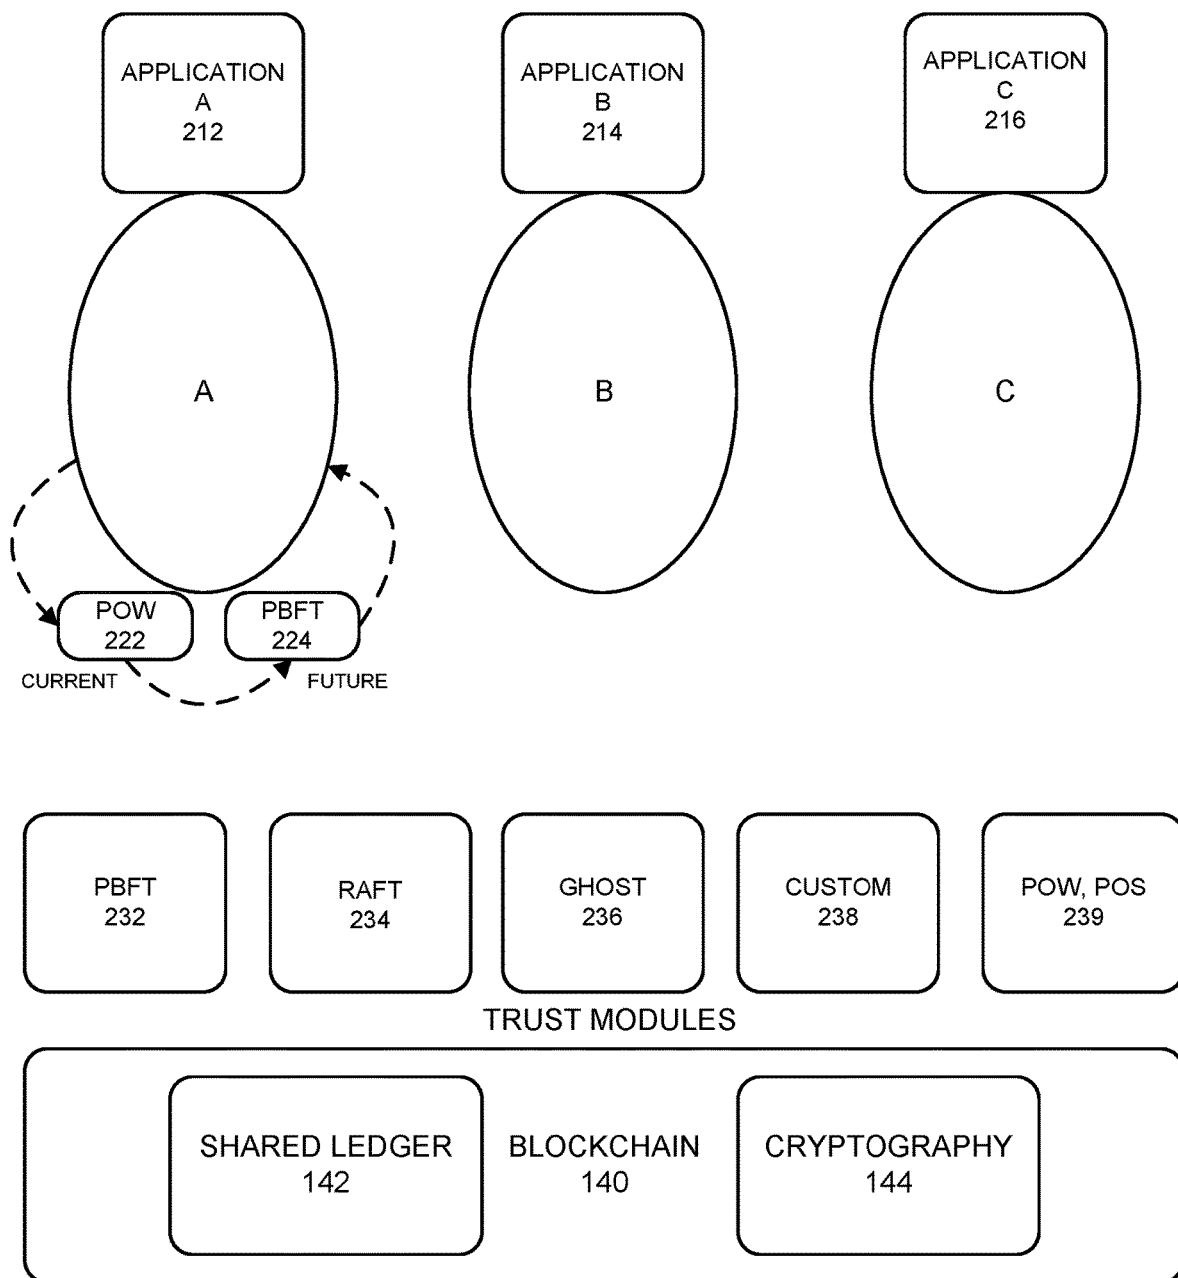 APPLICATION
A
212
APPLICATION
B
214
APPLICATION
C
216
A
B
C
POW
222
PBFT
224
CURRENT
FUTURE
PBFT
232
RAFT
234
GHOST
236
CUSTOM
238
POW, POS
239
TRUST MODULES
SHARED LEDGER
142
BLOCKCHAIN
140
CRYPTOGRAPHY
144